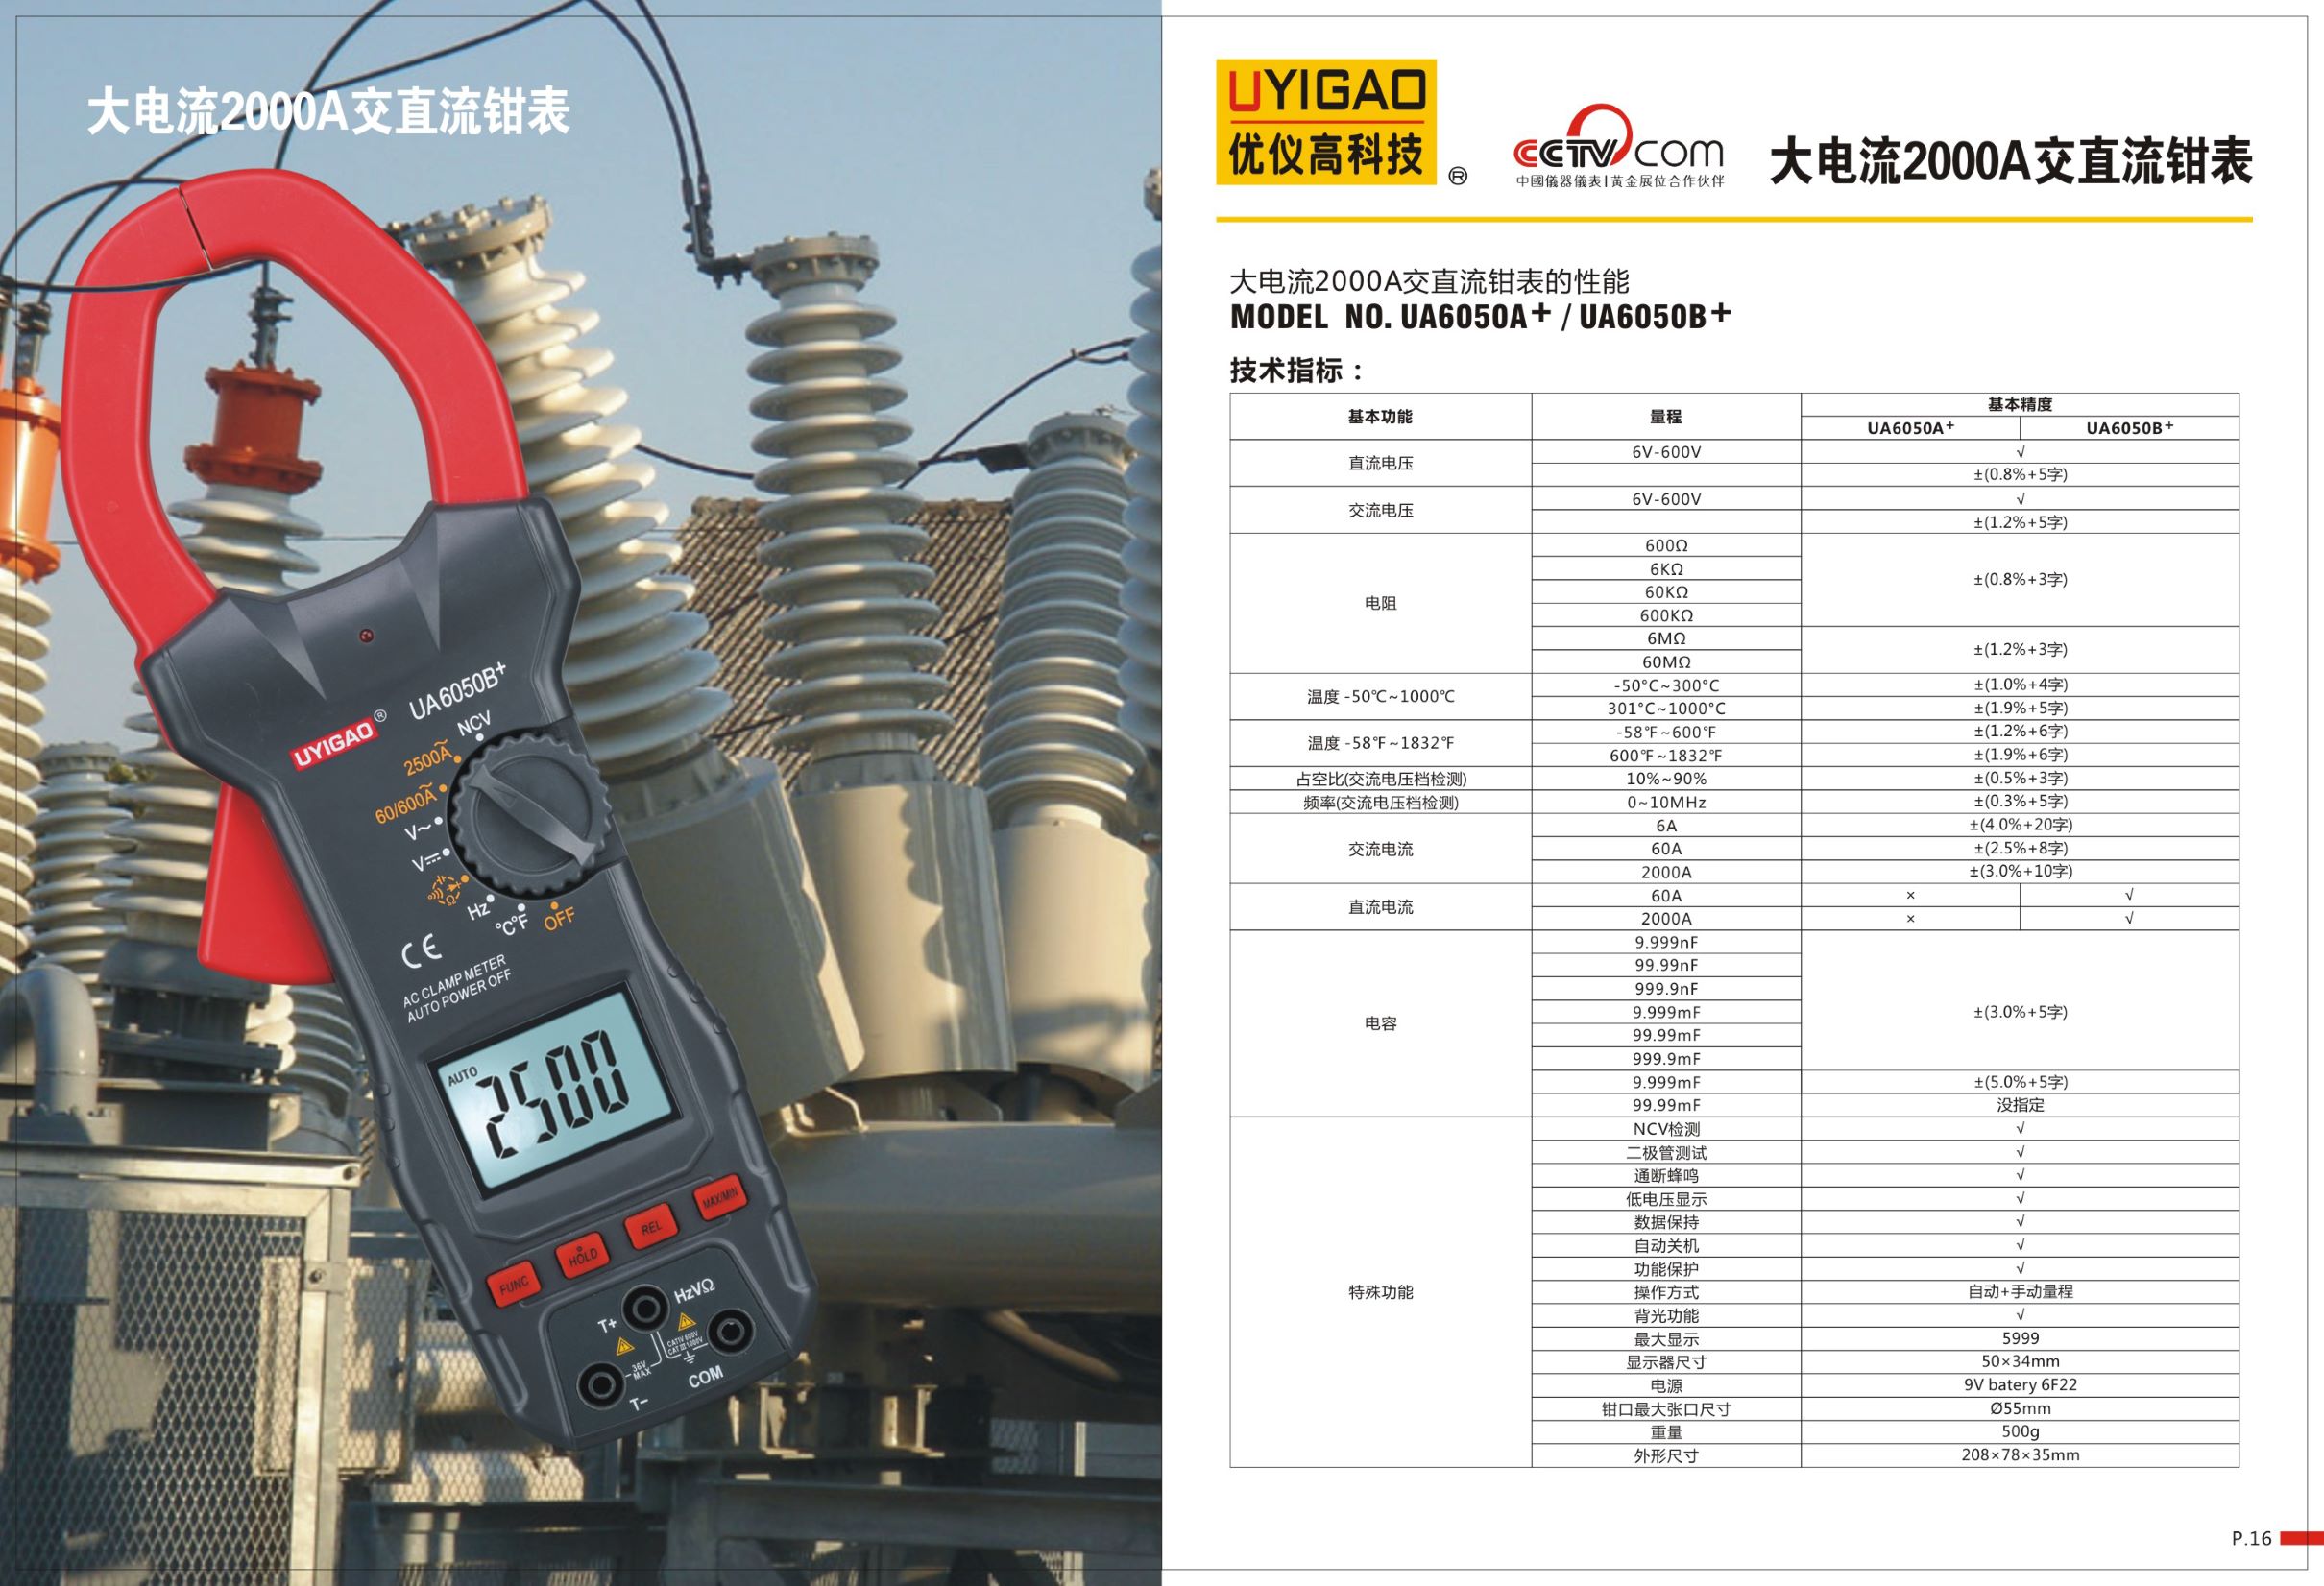 大电流2000A交直流钳表
UYIGAO® UA6050B+
NCV
2500A~
60/600A~
V~
V⎓
Ω
Hz
°C°F
OFF
CE
AC CLAMP METER
AUTO POWER OFF
AUTO
2500
FUNC
HOLD
REL
MAX/MIN
HzVΩ
T+
CATIV 600V
CATIII 1000V
36V
MAX
COM
T-
UYIGAO
优仪高科技 ®
CCTV.com
中國儀器儀表|黃金展位合作伙伴
大电流2000A交直流钳表
大电流2000A交直流钳表的性能
MODEL NO. UA6050A+ / UA6050B+
技术指标：
基本功能 量程 基本精度
UA6050A+ UA6050B+
直流电压 6V-600V √
±(0.8%+5字)
交流电压 6V-600V √
±(1.2%+5字)
电阻 600Ω ±(0.8%+3字)
6KΩ
60KΩ
600KΩ
6MΩ ±(1.2%+3字)
60MΩ
温度 -50℃~1000℃ -50°C~300°C ±(1.0%+4字)
301°C~1000°C ±(1.9%+5字)
温度 -58℉~1832℉ -58℉~600℉ ±(1.2%+6字)
600℉~1832℉ ±(1.9%+6字)
占空比(交流电压档检测) 10%~90% ±(0.5%+3字)
频率(交流电压档检测) 0~10MHz ±(0.3%+5字)
交流电流 6A ±(4.0%+20字)
60A ±(2.5%+8字)
2000A ±(3.0%+10字)
直流电流 60A × √
2000A × √
电容 9.999nF ±(3.0%+5字)
99.99nF
999.9nF
9.999mF
99.99mF
999.9mF
9.999mF ±(5.0%+5字)
99.99mF 没指定
特殊功能 NCV检测 √
二极管测试 √
通断蜂鸣 √
低电压显示 √
数据保持 √
自动关机 √
功能保护 √
操作方式 自动+手动量程
背光功能 √
最大显示 5999
显示器尺寸 50×34mm
电源 9V batery 6F22
钳口最大张口尺寸 Ø55mm
重量 500g
外形尺寸 208×78×35mm
P.16